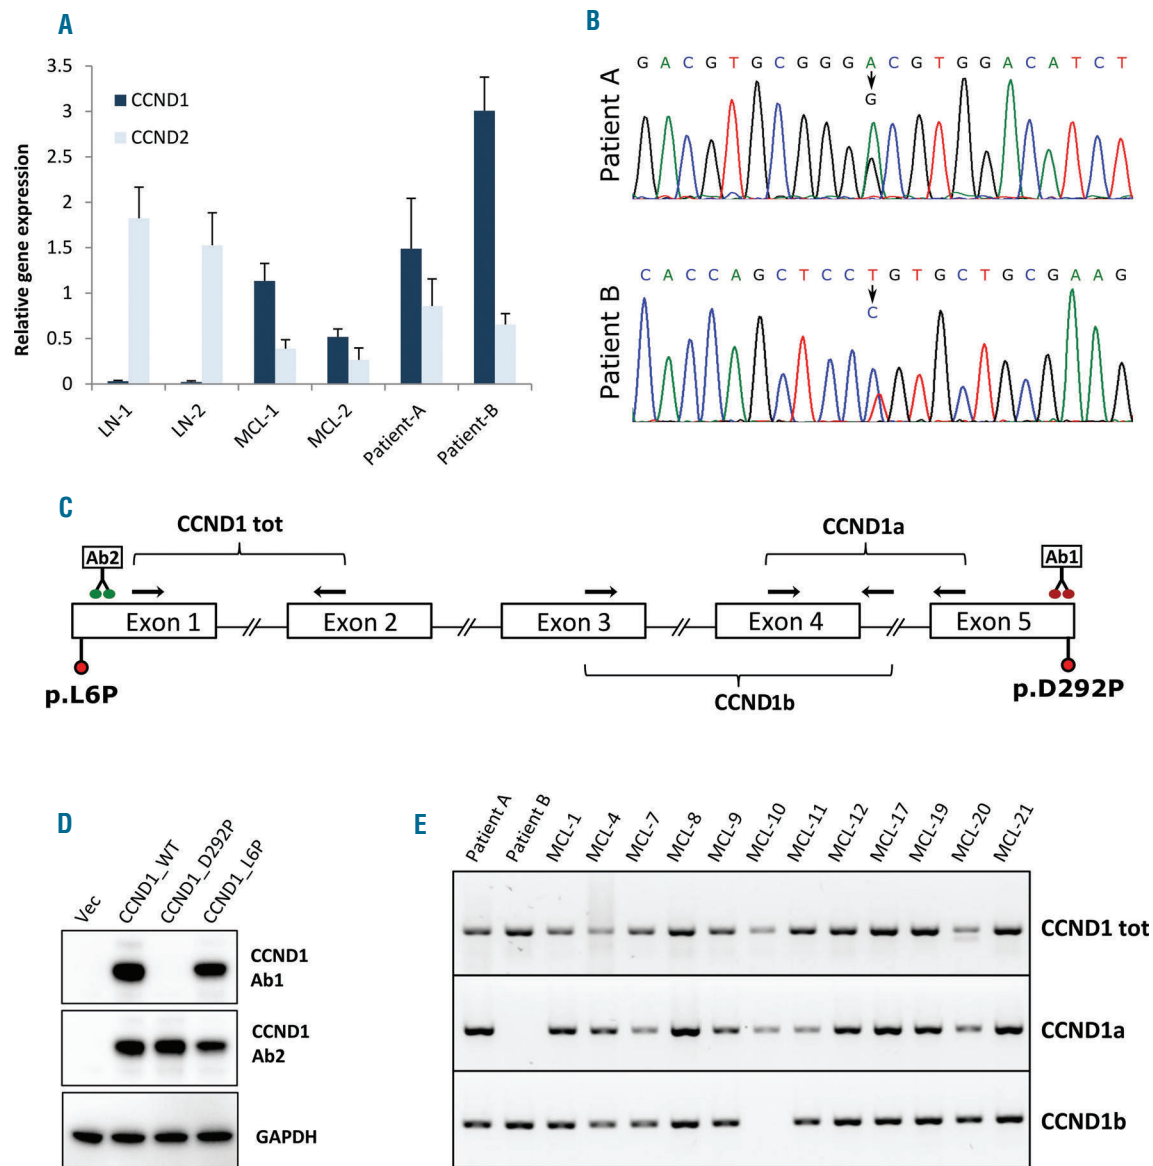 A
3.5
3
2.5
2
1.5
1
0.5
0
Relative gene expression
CCND1
CCND2
LN-1
LN-2
MCL-1
MCL-2
Patient-A
Patient-B
B
Patient A
G A C G T G C G G G A C G T G G A C A T C T
G
Patient B
C A C C A G C T C C T G T G C T G C G A A G
C
C
CCND1 tot
CCND1a
Ab2
Ab1
Exon 1
Exon 2
Exon 3
Exon 4
Exon 5
p.L6P
p.D292P
CCND1b
D
Vec
CCND1_WT
CCND1_D292P
CCND1_L6P
CCND1
Ab1
CCND1
Ab2
GAPDH
E
Patient A
Patient B
MCL-1
MCL-4
MCL-7
MCL-8
MCL-9
MCL-10
MCL-11
MCL-12
MCL-17
MCL-19
MCL-20
MCL-21
CCND1 tot
CCND1a
CCND1b